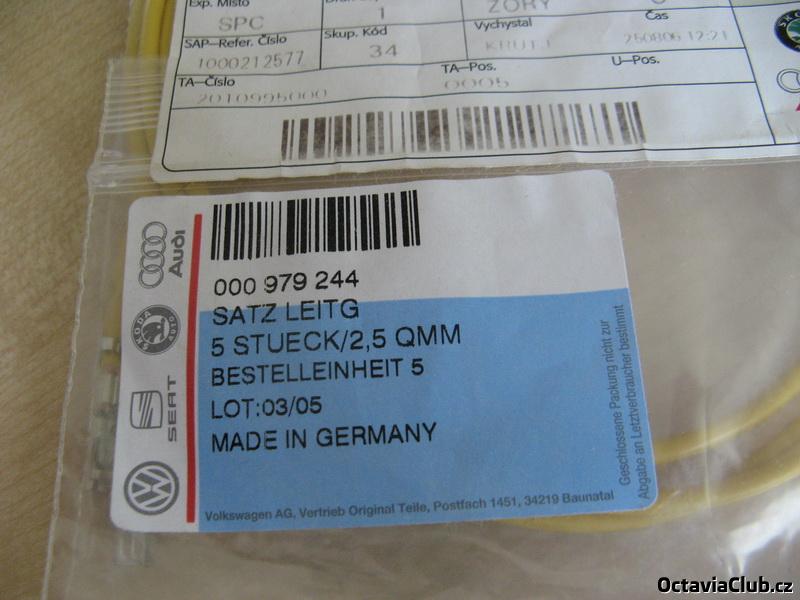 Exp. Místo
SPC
1
ZORY
SAP-Refer. Číslo
Skup. Kód
Vychystal
Čas
1000212577
34
KRUTJ
250806 12:21
TA-Číslo
TA-Pos.
U-Pos.
2010995000
0005
Audi
000 979 244
SATZ LEITG
5 STUECK/2,5 QMM
BESTELLEINHEIT 5
LOT:03/05
MADE IN GERMANY
SKODA
AUTO
SEAT
Geschlossene Packung nicht zur
Abgabe an Letztverbraucher bestimmt
Volkswagen AG, Vertrieb Original Teile, Postfach 1451, 34219 Baunatal
OctaviaClub.cz